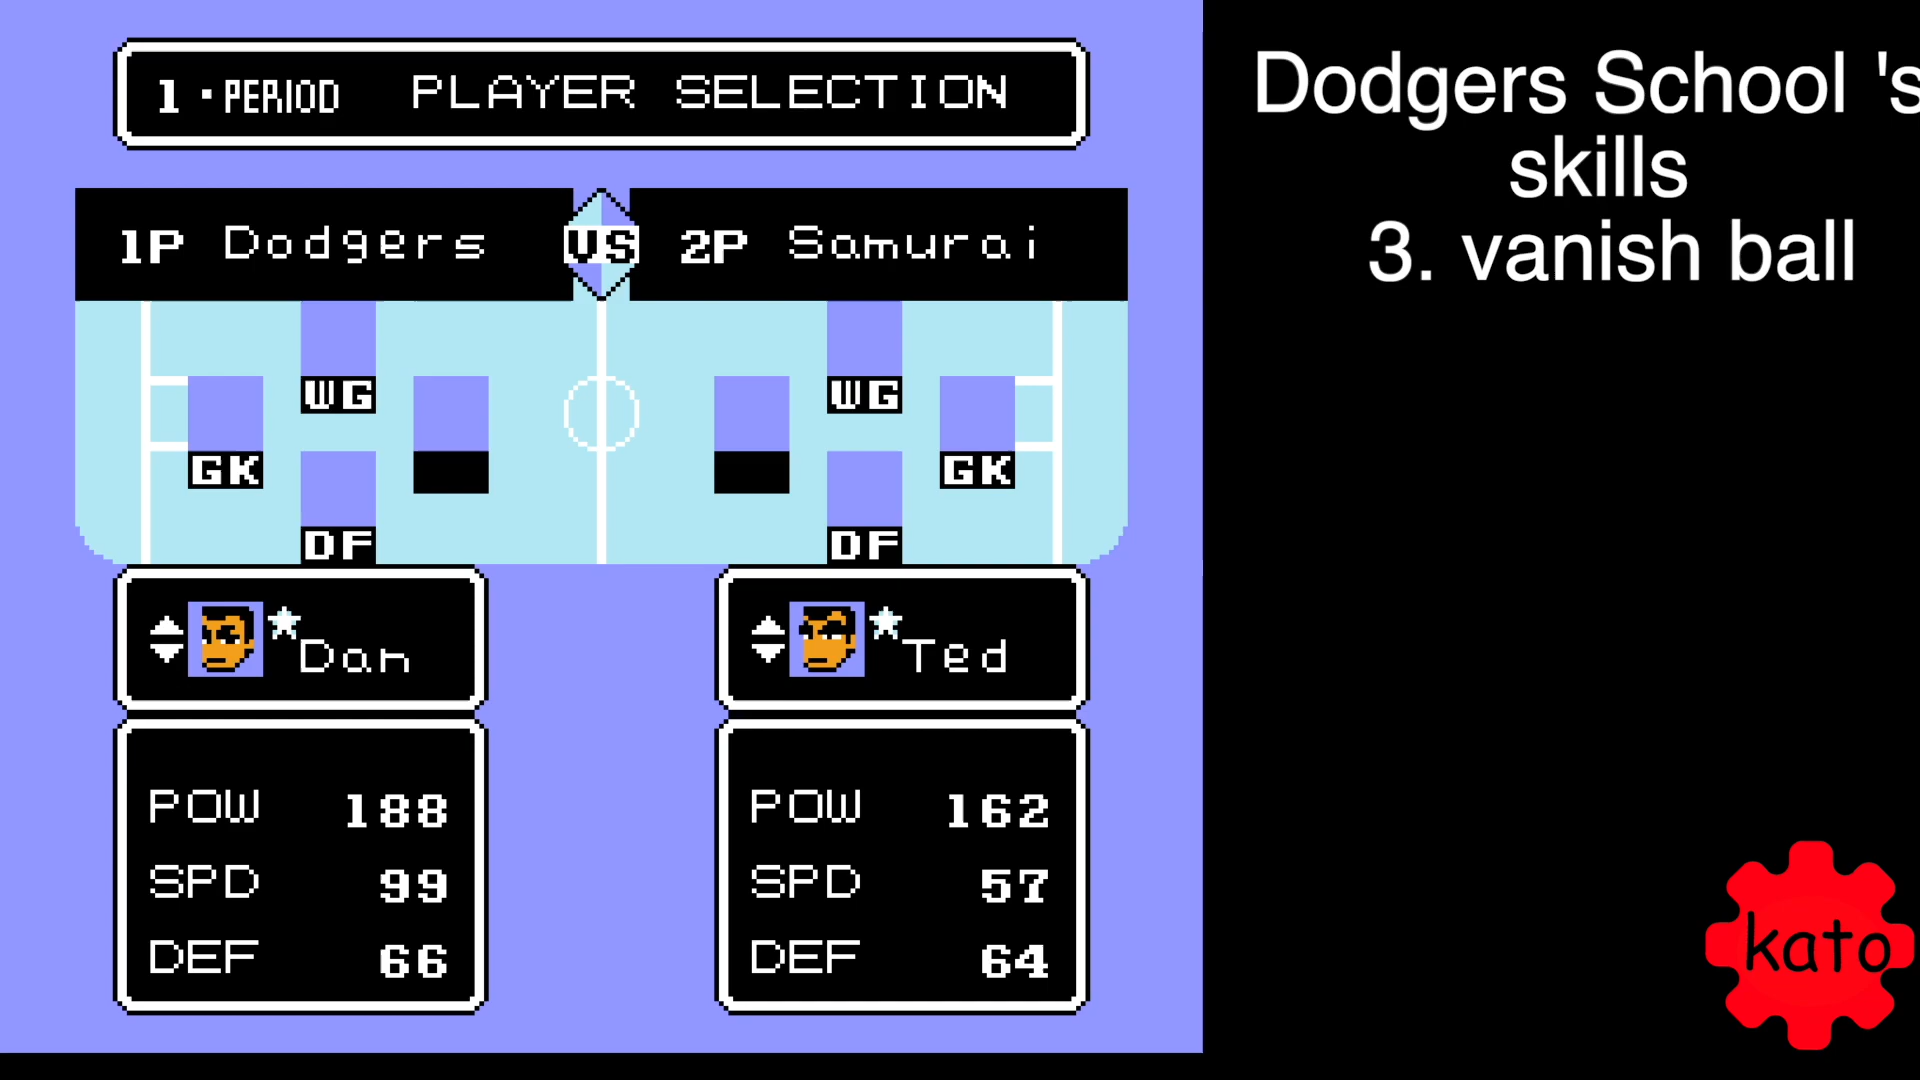 1 · PERIOD PLAYER SELECTION
Dodgers School 's
skills
3. vanish ball
1P Dodgers VS 2P Samurai
WG WG
GK GK
DF DF
Dan Ted
POW 188 POW 162
SPD 99 SPD 57
DEF 66 DEF 64
kato